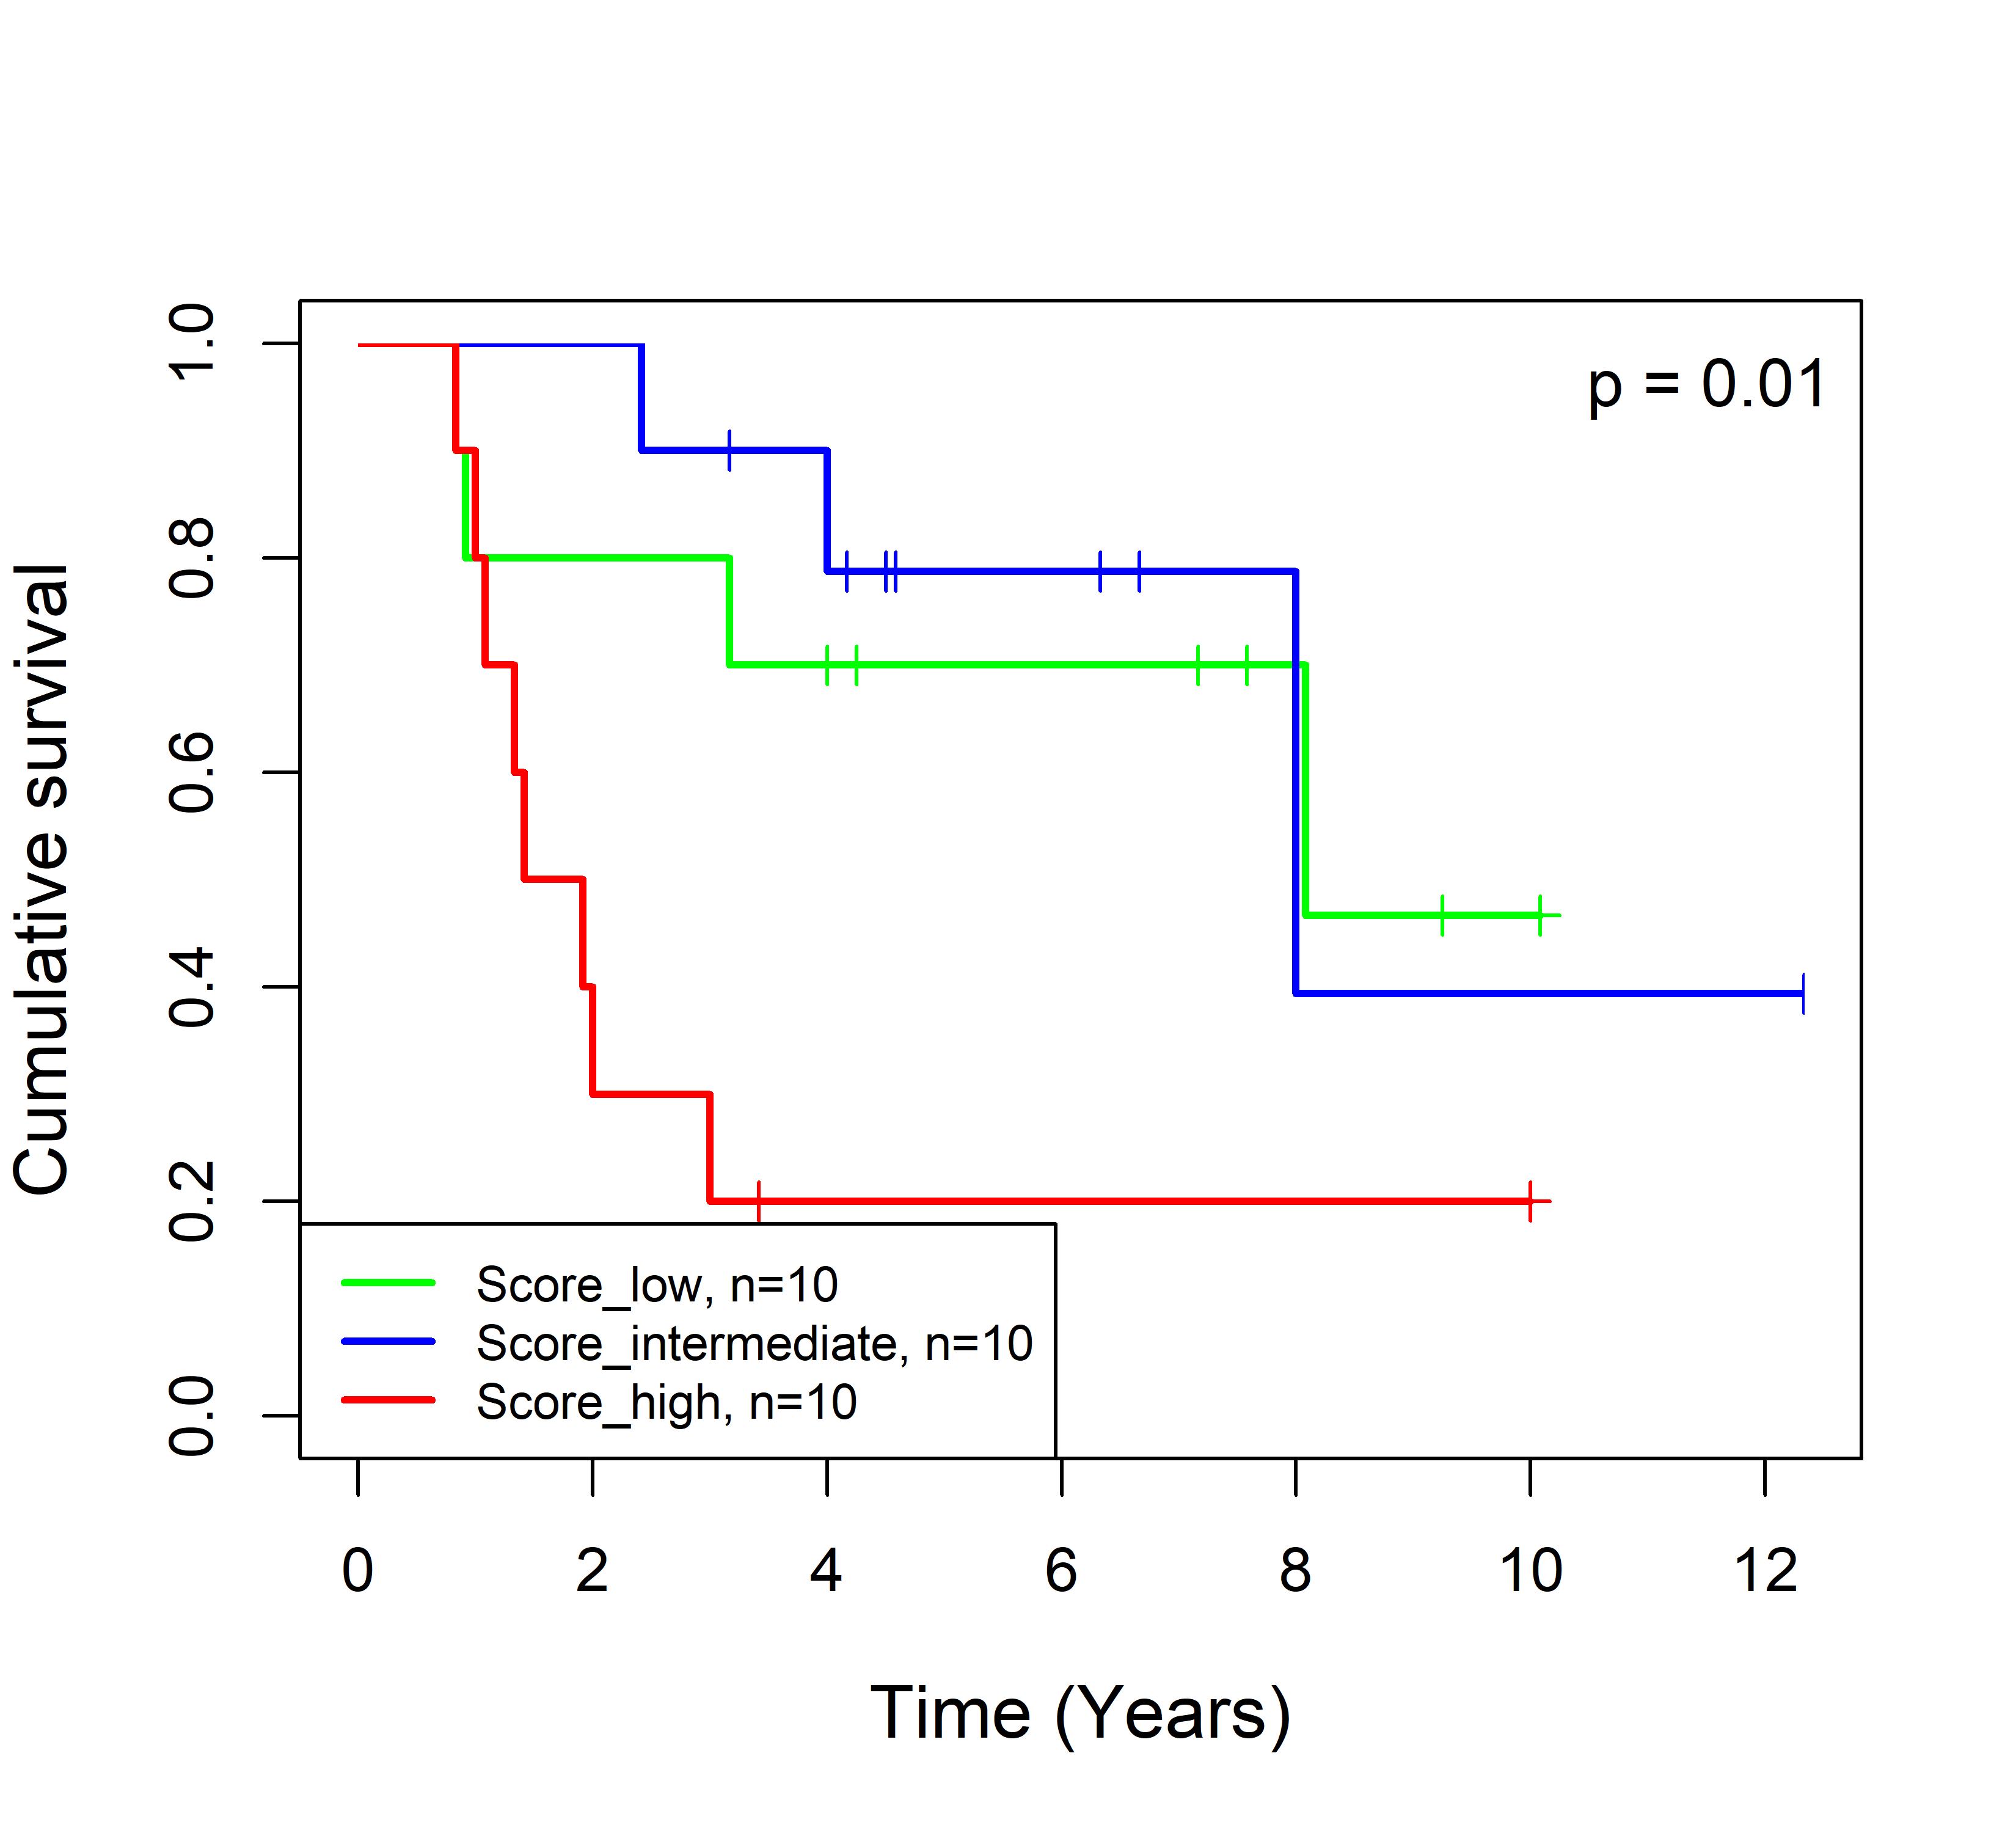 p = 0.01
Cumulative survival
1.0
0.8
0.6
0.4
0.2
0.0
Score_low, n=10
Score_intermediate, n=10
Score_high, n=10
0 2 4 6 8 10 12
Time (Years)